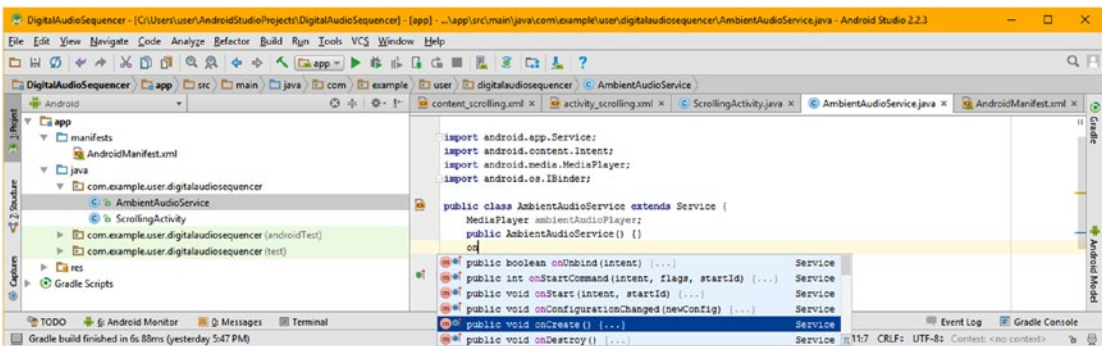 DigitalAudioSequencer - [C:\Users\user\AndroidStudioProjects\DigitalAudioSequencer] - [app] - ...\app\src\main\java\com\example\user\digitalaudiosequencer\AmbientAudioService.java - Android Studio 2.2.3
File Edit View Navigate Code Analyze Refactor Build Run Tools VCS Window Help
app
DigitalAudioSequencer app src main java com example user digitalaudiosequencer AmbientAudioService
Android
content_scrolling.xml × activity_scrolling.xml × ScrollingActivity.java × AmbientAudioService.java × AndroidManifest.xml ×
1: Project
Z: Structure
Captures
app
manifests
AndroidManifest.xml
java
com.example.user.digitalaudiosequencer
AmbientAudioService
ScrollingActivity
com.example.user.digitalaudiosequencer (androidTest)
com.example.user.digitalaudiosequencer (test)
res
Gradle Scripts
import android.app.Service;
import android.content.Intent;
import android.media.MediaPlayer;
import android.os.IBinder;
public class AmbientAudioService extends Service {
MediaPlayer ambientAudioPlayer;
public AmbientAudioService() {}
on
public boolean onUnbind(intent) {...} Service
public int onStartCommand(intent, flags, startId) {...} Service
public void onStart(intent, startId) {...} Service
public void onConfigurationChanged(newConfig) {...} Service
public void onCreate() {...} Service
public void onDestroy() {...} Service
Gradle
Android Model
TODO 6: Android Monitor 0: Messages Terminal
Event Log Gradle Console
Gradle build finished in 6s 88ms (yesterday 5:47 PM)
11:7 CRLF÷ UTF-8÷ Context: <no context>